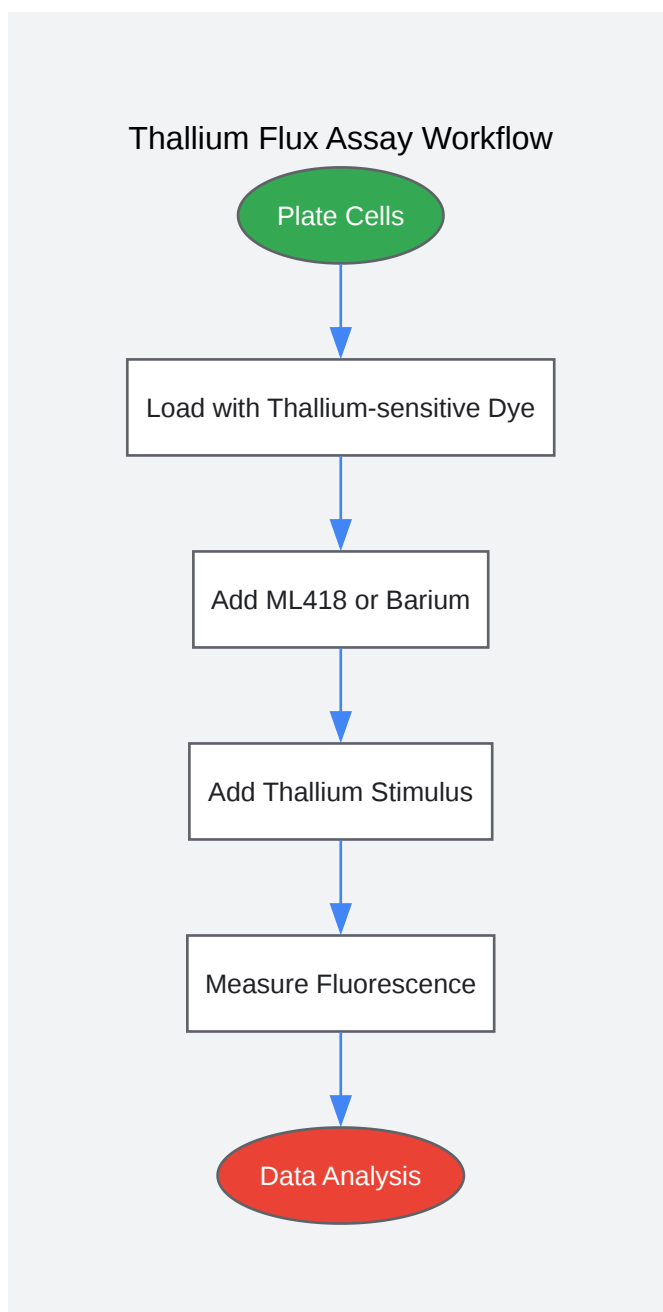 Thallium Flux Assay Workflow
Plate Cells
Load with Thallium-sensitive Dye
Add ML418 or Barium
Add Thallium Stimulus
Measure Fluorescence
Data Analysis